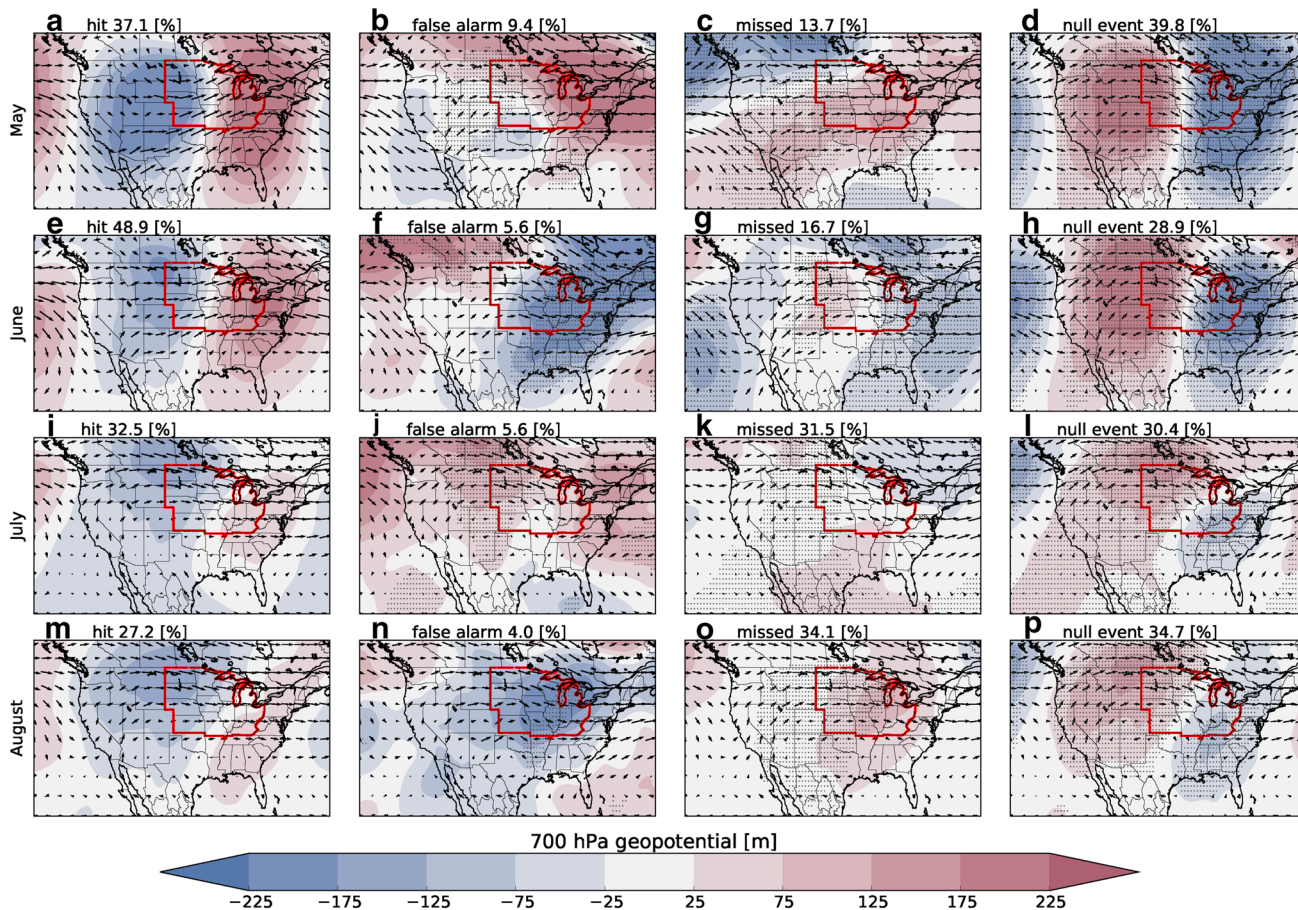 a hit 37.1 [%]
b false alarm 9.4 [%]
c missed 13.7 [%]
d null event 39.8 [%]
May
e hit 48.9 [%]
f false alarm 5.6 [%]
g missed 16.7 [%]
h null event 28.9 [%]
June
i hit 32.5 [%]
j false alarm 5.6 [%]
k missed 31.5 [%]
l null event 30.4 [%]
July
m hit 27.2 [%]
n false alarm 4.0 [%]
o missed 34.1 [%]
p null event 34.7 [%]
August
700 hPa geopotential [m]
−225 −175 −125 −75 −25 25 75 125 175 225